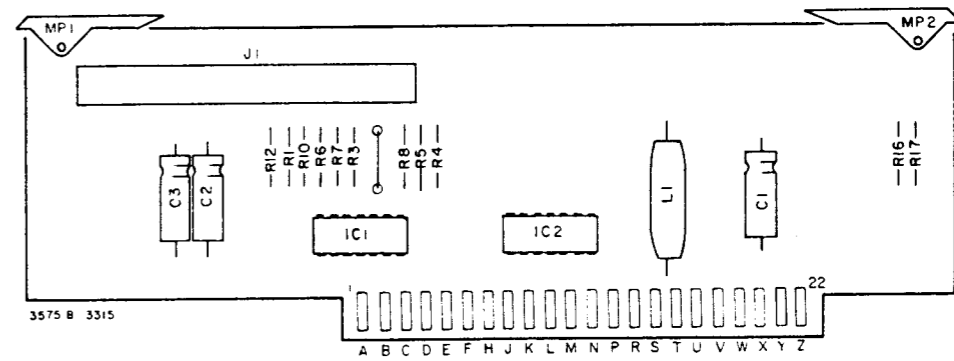 MP1
MP2
J1
R12
R1
R10
R6
R7
R3
R8
R5
R4
R16
R17
C3
C2
L1
C1
IC1
IC2
1
22
3575 B 3315
A B C D E F H J K L M N P R S T U V W X Y Z